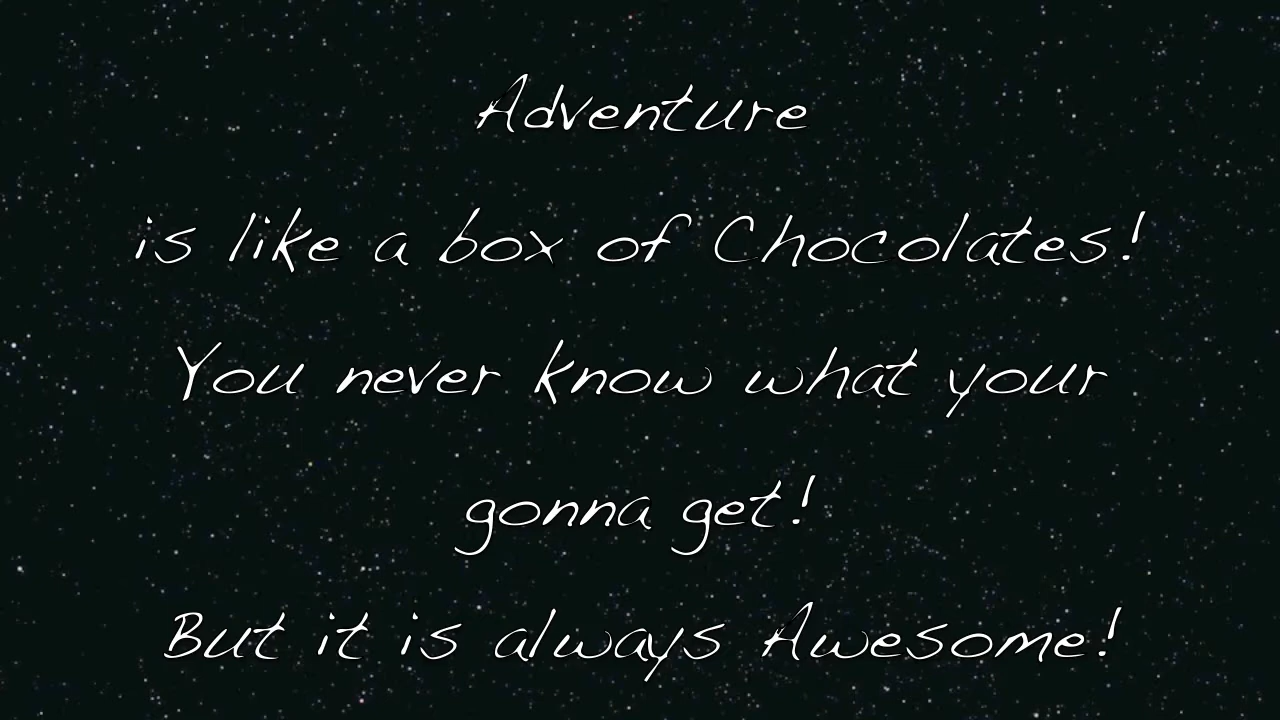 Adventure
is like a box of Chocolates!
You never know what your
gonna get!
But it is always Awesome!